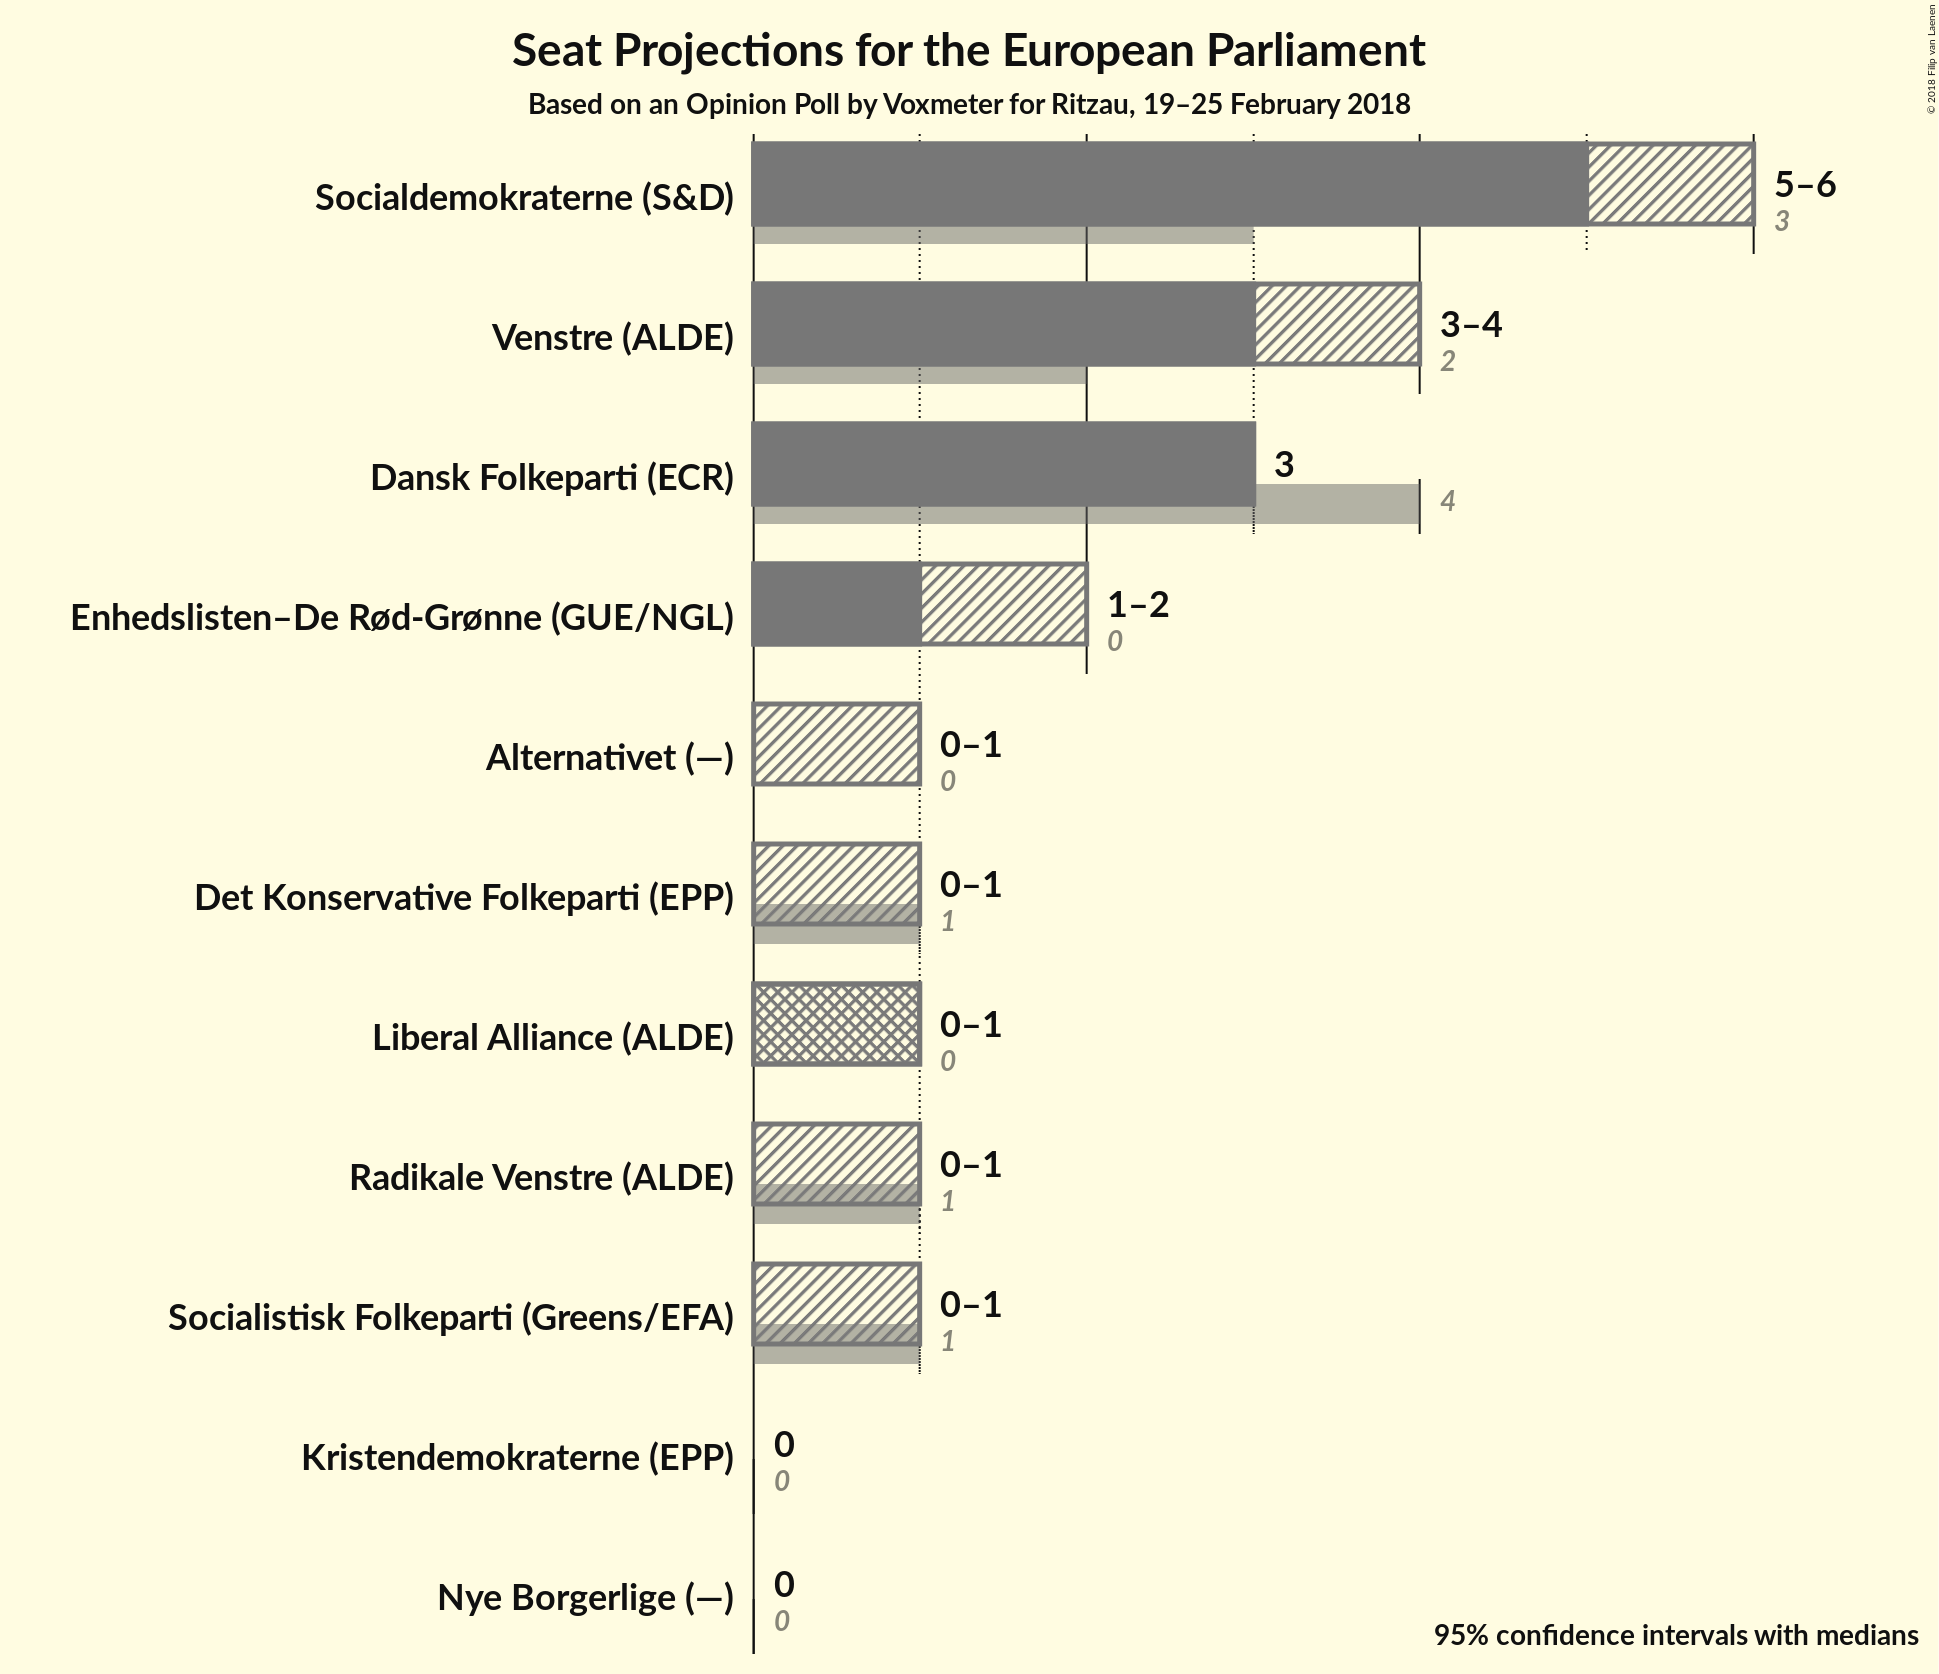 Seat Projections for the European Parliament
Based on an Opinion Poll by Voxmeter for Ritzau, 19–25 February 2018
© 2018 Filip van Laenen
Socialdemokraterne (S&D)
5–6
3
Venstre (ALDE)
3–4
2
Dansk Folkeparti (ECR)
3
4
Enhedslisten–De Rød-Grønne (GUE/NGL)
1–2
0
Alternativet (—)
0–1
0
Det Konservative Folkeparti (EPP)
0–1
1
Liberal Alliance (ALDE)
0–1
0
Radikale Venstre (ALDE)
0–1
1
Socialistisk Folkeparti (Greens/EFA)
0–1
1
Kristendemokraterne (EPP)
0
0
Nye Borgerlige (—)
0
0
95% confidence intervals with medians